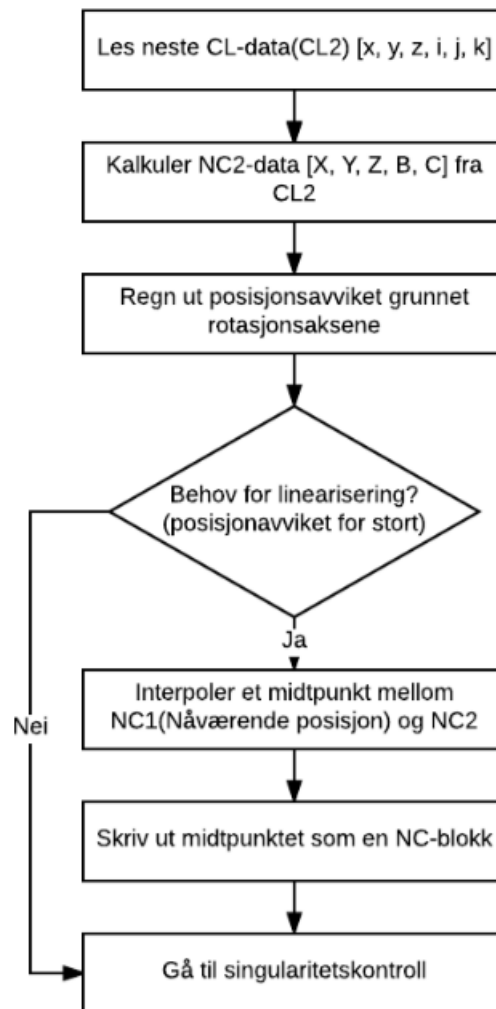 Les neste CL-data(CL2) [x, y, z, i, j, k]
Kalkuler NC2-data [X, Y, Z, B, C] fra
CL2
Regn ut posisjonsavviket grunnet
rotasjonsaksene
Behov for linearisering?
(posisjonavviket for stort)
Ja
Interpoler et midtpunkt mellom
NC1(Nåværende posisjon) og NC2
Nei
Skriv ut midtpunktet som en NC-blokk
Gå til singularitetskontroll